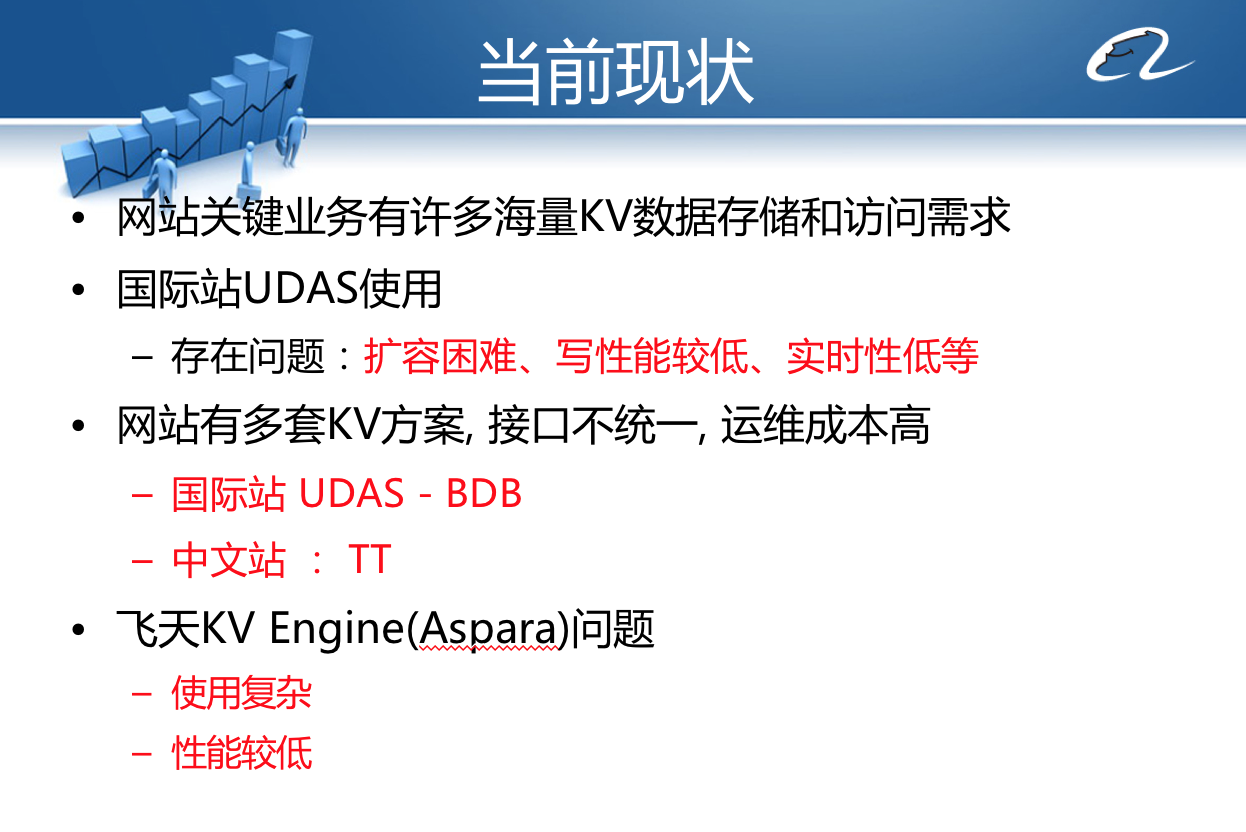 当前现状
• 网站关键业务有许多海量KV数据存储和访问需求
• 国际站UDAS使用
– 存在问题：扩容困难、写性能较低、实时性低等
• 网站有多套KV方案, 接口不统一, 运维成本高
– 国际站 UDAS - BDB
– 中文站 ： TT
• 飞天KV Engine(Aspara)问题
– 使用复杂
– 性能较低